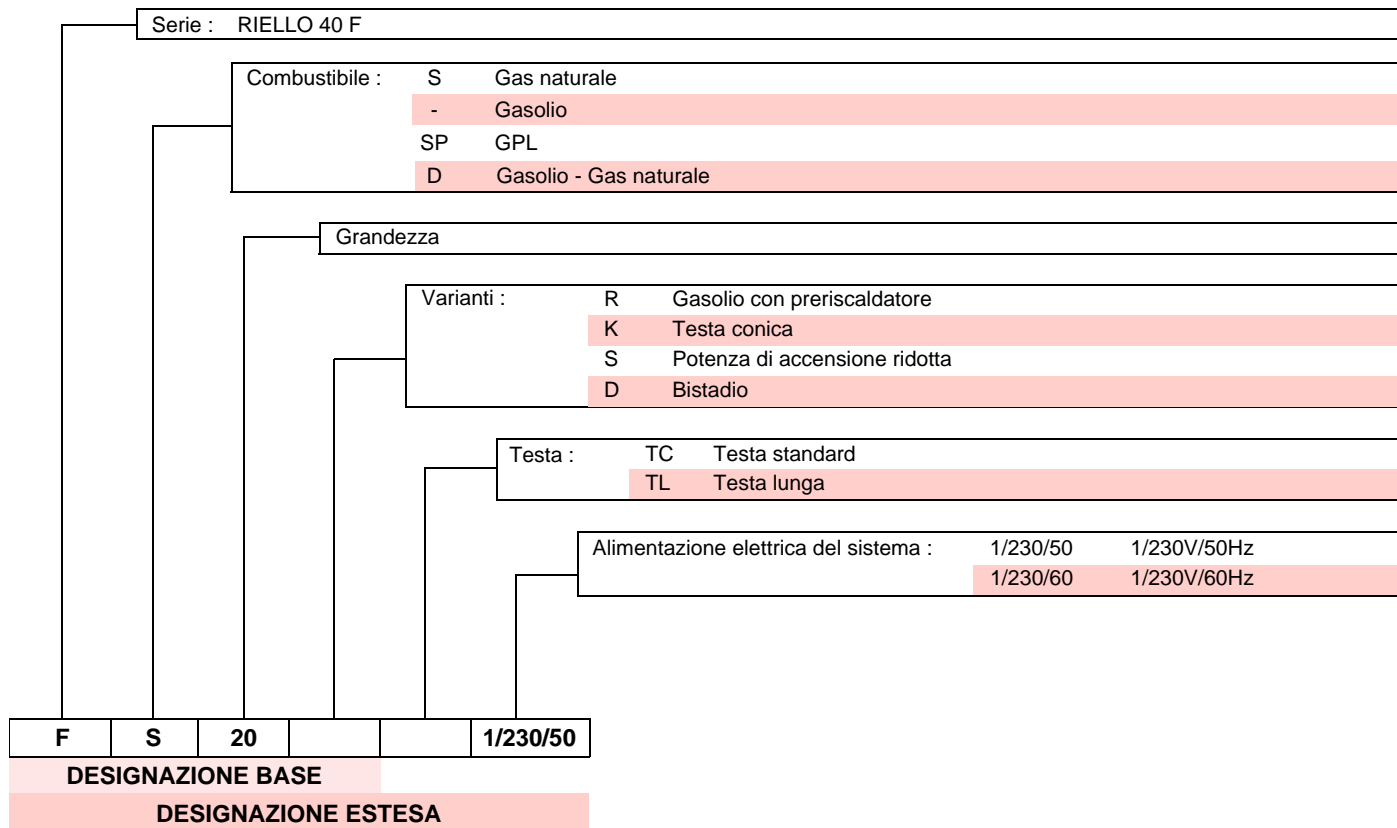 Serie : RIELLO 40 F
Combustibile : S Gas naturale
- Gasolio
SP GPL
D Gasolio - Gas naturale
Grandezza
Varianti : R Gasolio con preriscaldatore
K Testa conica
S Potenza di accensione ridotta
D Bistadio
Testa : TC Testa standard
TL Testa lunga
Alimentazione elettrica del sistema : 1/230/50 1/230V/50Hz
1/230/60 1/230V/60Hz
F S 20 1/230/50
DESIGNAZIONE BASE
DESIGNAZIONE ESTESA